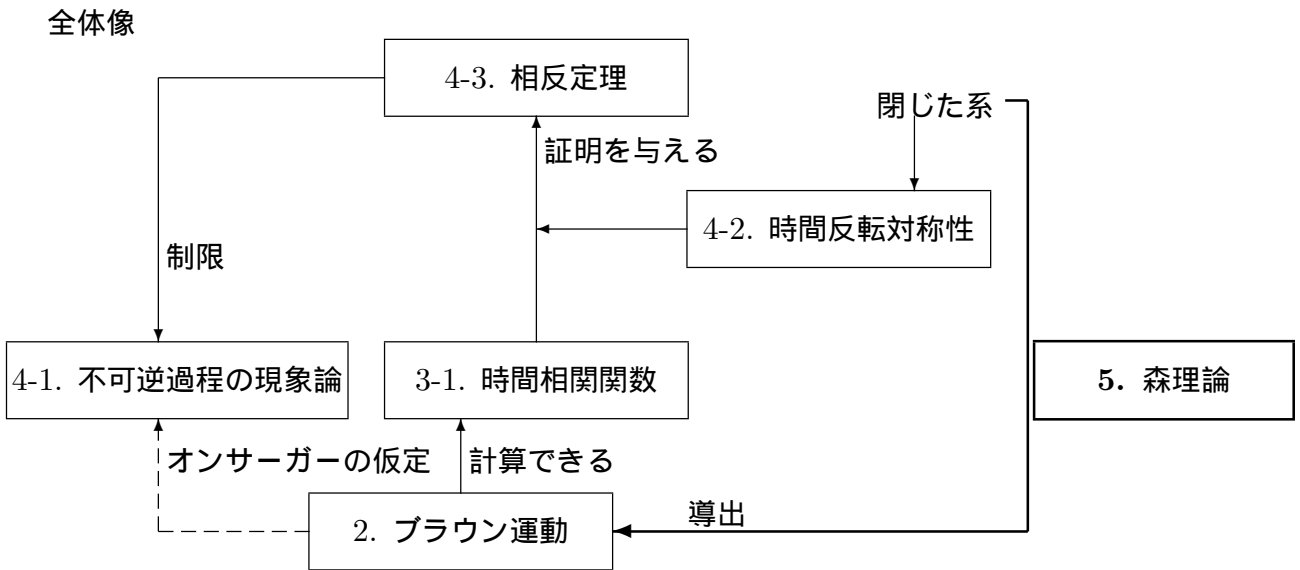 全体像
4-3. 相反定理
閉じた系
証明を与える
4-2. 時間反転対称性
制限
4-1. 不可逆過程の現象論
3-1. 時間相関関数
5. 森理論
オンサーガーの仮定
計算できる
2. ブラウン運動
導出